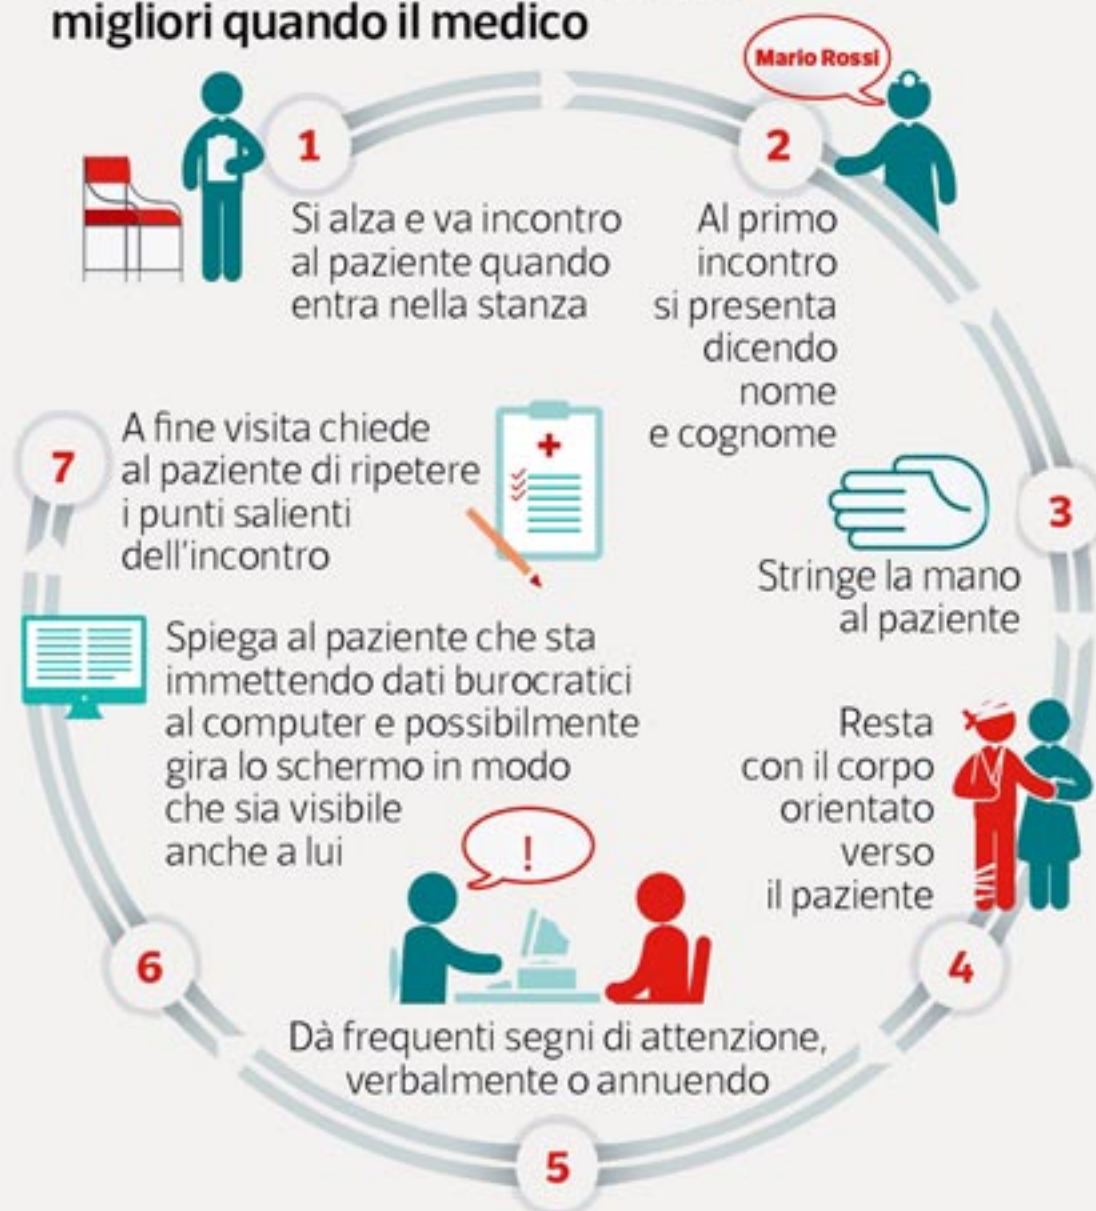 migliori quando il medico
1
Si alza e va incontro
al paziente quando
entra nella stanza
Mario Rossi
2
Al primo
incontro
si presenta
dicendo
nome
e cognome
3
Stringe la mano
al paziente
Resta
con il corpo
orientato
verso
il paziente
4
!
Dà frequenti segni di attenzione,
verbalmente o annuendo
5
Spiega al paziente che sta
immettendo dati burocratici
al computer e possibilmente
gira lo schermo in modo
che sia visibile
anche a lui
6
7
A fine visita chiede
al paziente di ripetere
i punti salienti
dell'incontro